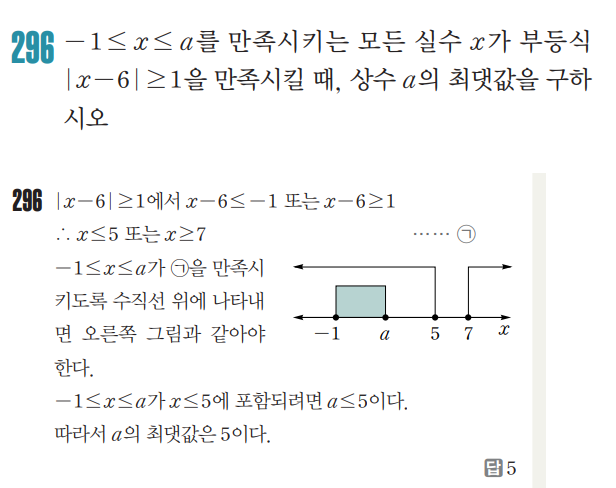 296 -1≤x≤a를 만족시키는 모든 실수 x가 부등식
|x-6|≥1을 만족시킬 때, 상수 a의 최댓값을 구하
시오
296 |x-6|≥1에서 x-6≤-1 또는 x-6≥1
∴ x≤5 또는 x≥7 …… ㉠
-1≤x≤a가 ㉠을 만족시
키도록 수직선 위에 나타내
면 오른쪽 그림과 같아야
한다.
-1 a 5 7 x
-1≤x≤a가 x≤5에 포함되려면 a≤5이다.
따라서 a의 최댓값은 5이다.
답 5